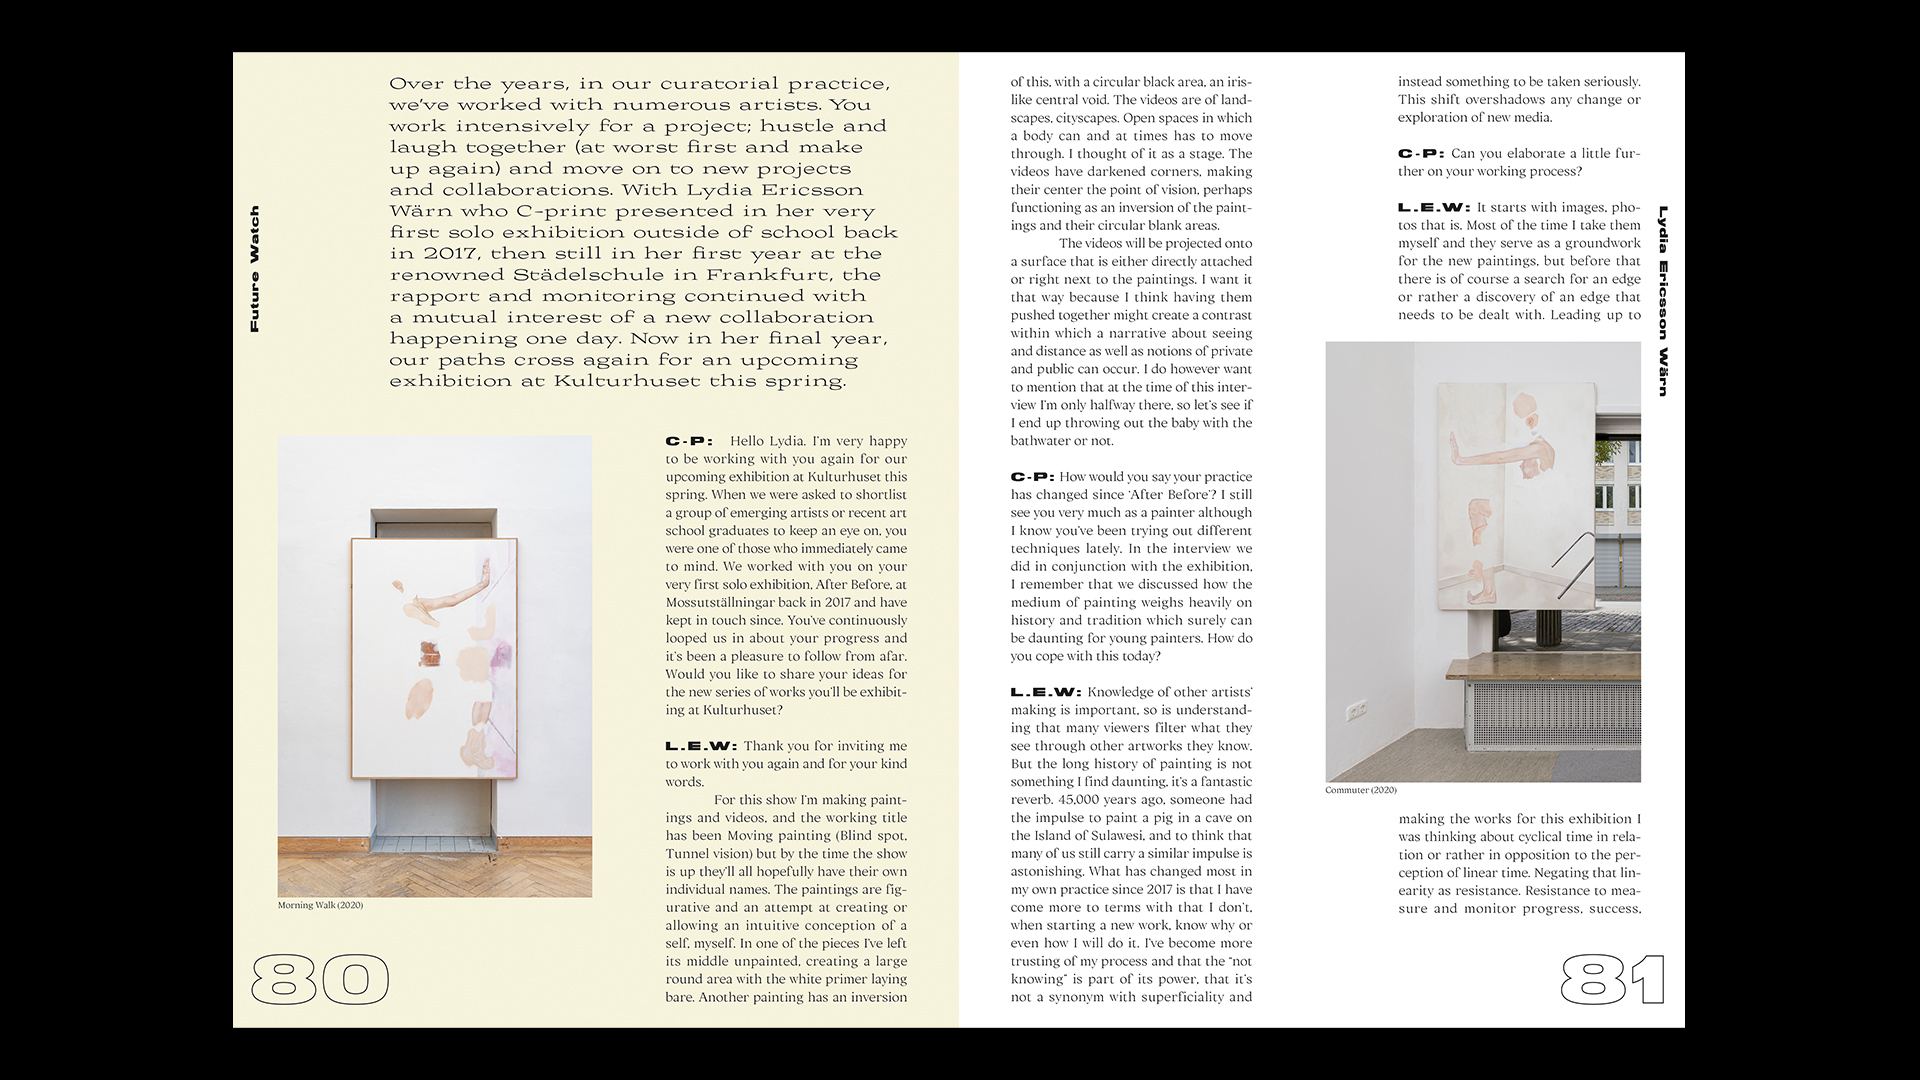 Future Watch
Over the years, in our curatorial practice,
we've worked with numerous artists. You
work intensively for a project; hustle and
laugh together (at worst first and make
up again) and move on to new projects
and collaborations. With Lydia Ericsson
Wärn who C-print presented in her very
first solo exhibition outside of school back
in 2017, then still in her first year at the
renowned Städelschule in Frankfurt, the
rapport and monitoring continued with
a mutual interest of a new collaboration
happening one day. Now in her final year,
our paths cross again for an upcoming
exhibition at Kulturhuset this spring.
Morning Walk (2020)
C-P: Hello Lydia. I'm very happy
to be working with you again for our
upcoming exhibition at Kulturhuset this
spring. When we were asked to shortlist
a group of emerging artists or recent art
school graduates to keep an eye on, you
were one of those who immediately came
to mind. We worked with you on your
very first solo exhibition, After Before, at
Mossutställningar back in 2017 and have
kept in touch since. You've continuously
looped us in about your progress and
it's been a pleasure to follow from afar.
Would you like to share your ideas for
the new series of works you'll be exhibit-
ing at Kulturhuset?
L.E.W: Thank you for inviting me
to work with you again and for your kind
words.
For this show I'm making paint-
ings and videos, and the working title
has been Moving painting (Blind spot,
Tunnel vision) but by the time the show
is up they'll all hopefully have their own
individual names. The paintings are fig-
urative and an attempt at creating or
allowing an intuitive conception of a
self, myself. In one of the pieces I've left
its middle unpainted, creating a large
round area with the white primer laying
bare. Another painting has an inversion
80
of this, with a circular black area, an iris-
like central void. The videos are of land-
scapes, cityscapes. Open spaces in which
a body can and at times has to move
through. I thought of it as a stage. The
videos have darkened corners, making
their center the point of vision, perhaps
functioning as an inversion of the paint-
ings and their circular blank areas.
The videos will be projected onto
a surface that is either directly attached
or right next to the paintings. I want it
that way because I think having them
pushed together might create a contrast
within which a narrative about seeing
and distance as well as notions of private
and public can occur. I do however want
to mention that at the time of this inter-
view I'm only halfway there, so let's see if
I end up throwing out the baby with the
bathwater or not.
C-P: How would you say your practice
has changed since 'After Before'? I still
see you very much as a painter although
I know you've been trying out different
techniques lately. In the interview we
did in conjunction with the exhibition,
I remember that we discussed how the
medium of painting weighs heavily on
history and tradition which surely can
be daunting for young painters. How do
you cope with this today?
L.E.W: Knowledge of other artists'
making is important, so is understand-
ing that many viewers filter what they
see through other artworks they know.
But the long history of painting is not
something I find daunting, it's a fantastic
reverb. 45,000 years ago, someone had
the impulse to paint a pig in a cave on
the Island of Sulawesi, and to think that
many of us still carry a similar impulse is
astonishing. What has changed most in
my own practice since 2017 is that I have
come more to terms with that I don't,
when starting a new work, know why or
even how I will do it. I've become more
trusting of my process and that the "not
knowing" is part of its power, that it's
not a synonym with superficiality and
instead something to be taken seriously.
This shift overshadows any change or
exploration of new media.
C-P: Can you elaborate a little fur-
ther on your working process?
L.E.W: It starts with images, pho-
tos that is. Most of the time I take them
myself and they serve as a groundwork
for the new paintings, but before that
there is of course a search for an edge
or rather a discovery of an edge that
needs to be dealt with. Leading up to
Commuter (2020)
making the works for this exhibition I
was thinking about cyclical time in rela-
tion or rather in opposition to the per-
ception of linear time. Negating that lin-
earity as resistance. Resistance to mea-
sure and monitor progress, success,
Lydia Ericsson Wärn
81